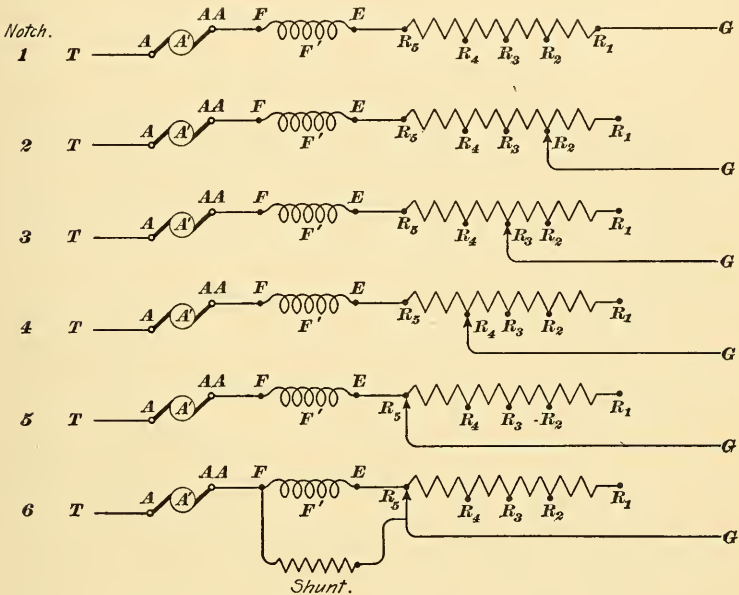 Notch.
1 T A A' AA F F' E R5 R4 R3 R2 R1 G
2 T A A' AA F F' E R5 R4 R3 R2 R1 G
3 T A A' AA F F' E R5 R4 R3 R2 R1 G
4 T A A' AA F F' E R5 R4 R3 R2 R1 G
5 T A A' AA F F' E R5 R4 R3 R2 R1 G
6 T A A' AA F F' E R5 R4 R3 R2 R1 G
Shunt.